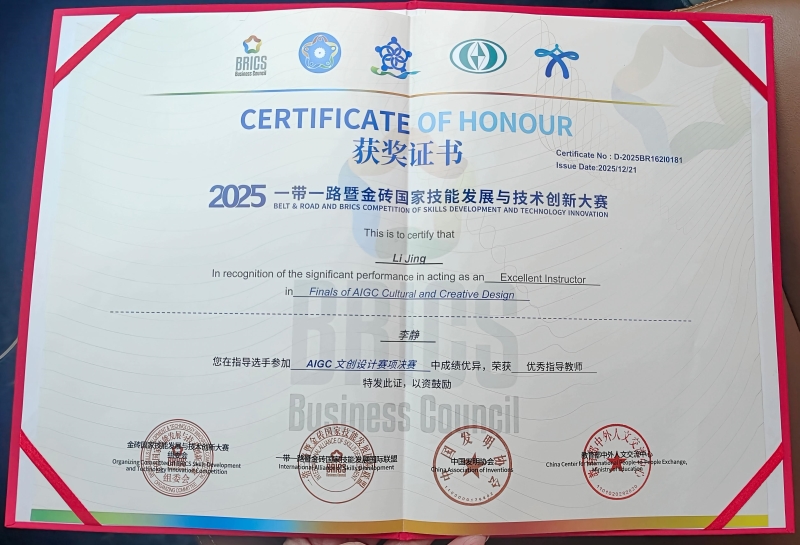 BRICS
Business Council
CERTIFICATE OF HONOUR
获奖证书
Certificate No : D-2025BR162I0181
Issue Date:2025/12/21
2025 一带一路暨金砖国家技能发展与技术创新大赛
BELT & ROAD AND BRICS COMPETITION OF SKILLS DEVELOPMENT AND TECHNOLOGY INNOVATION
This is to certify that
Li Jing
In recognition of the significant performance in acting as an Excellent Instructor
in Finals of AIGC Cultural and Creative Design
李静
您在指导选手参加 AIGC 文创设计赛项决赛 中成绩优异，荣获 优秀指导教师
特发此证，以资鼓励
BRICS
Business Council
金砖国家技能发展与技术创新大赛
组委会
Organizing Committee of BRICS Skills Development
and Technology Innovation Competition
组委会
一带一路暨金砖国家技能发展国际联盟
International Alliance of Skills Development
中国发明协会
China Association of Inventions
教育部中外人文交流中心
China Center for International People-to-People Exchange,
Ministry of Education